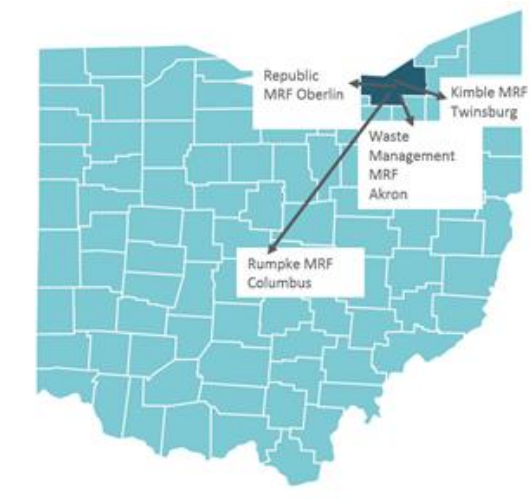 Republic
MRF Oberlin
Kimble MRF
Twinsburg
Waste
Management
MRF
Akron
Rumpke MRF
Columbus